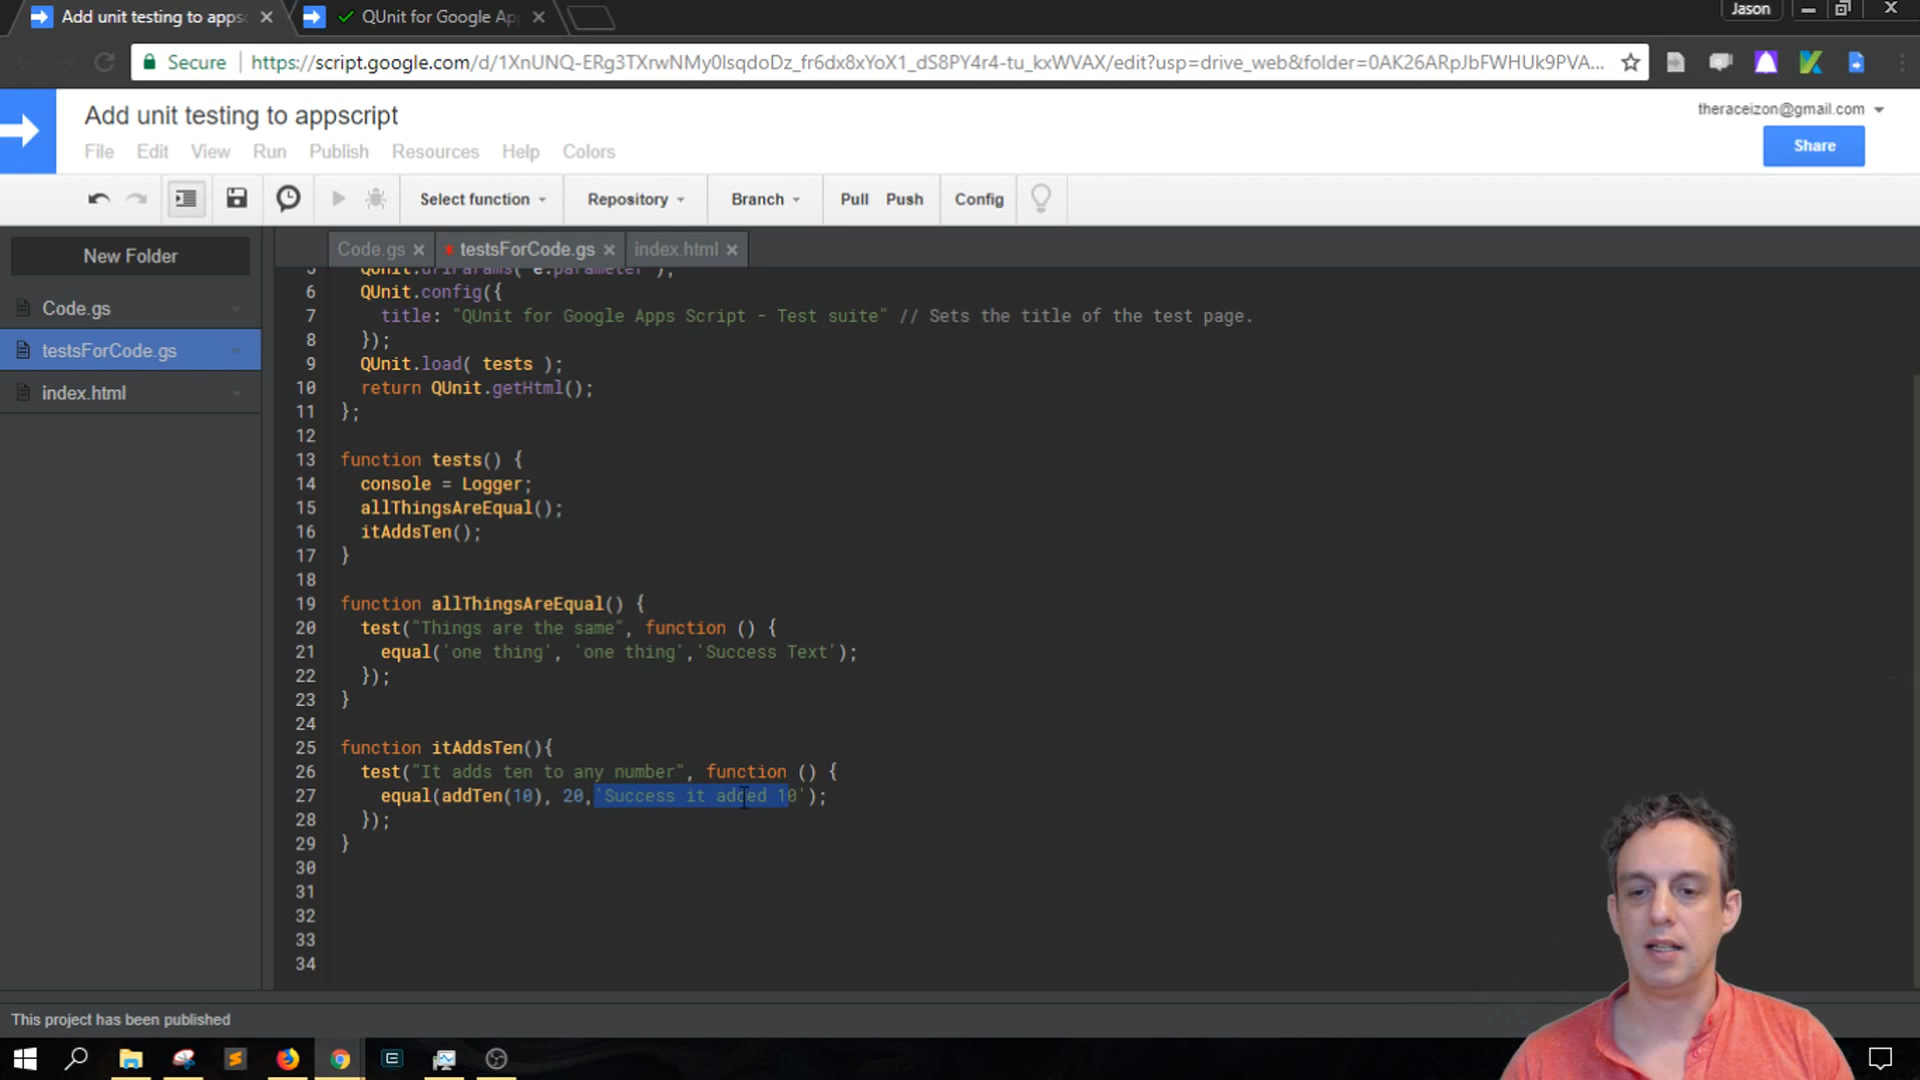 Add unit testing to apps
QUnit for Google Ap
Jason
Secure https://script.google.com/d/1XnUNQ-ERg3TXrwNMy0lsqdoDz_fr6dx8xYoX1_dS8PY4r4-tu_kxWVAX/edit?usp=drive_web&folder=0AK26ARpJbFWHUk9PVA...
Add unit testing to appscript
theraceizon@gmail.com
File Edit View Run Publish Resources Help Colors
Share
Select function Repository Branch Pull Push Config
New Folder
Code.gs
testsForCode.gs
index.html
Code.gs × * testsForCode.gs × index.html ×
5 QUnit.urlParams( e.parameter );
6 QUnit.config({
7 title: "QUnit for Google Apps Script - Test suite" // Sets the title of the test page.
8 });
9 QUnit.load( tests );
10 return QUnit.getHtml();
11 };
12
13 function tests() {
14 console = Logger;
15 allThingsAreEqual();
16 itAddsTen();
17 }
18
19 function allThingsAreEqual() {
20 test("Things are the same", function () {
21 equal('one thing', 'one thing','Success Text');
22 });
23 }
24
25 function itAddsTen(){
26 test("It adds ten to any number", function () {
27 equal(addTen(10), 20,'Success it added 10');
28 });
29 }
30
31
32
33
34
This project has been published